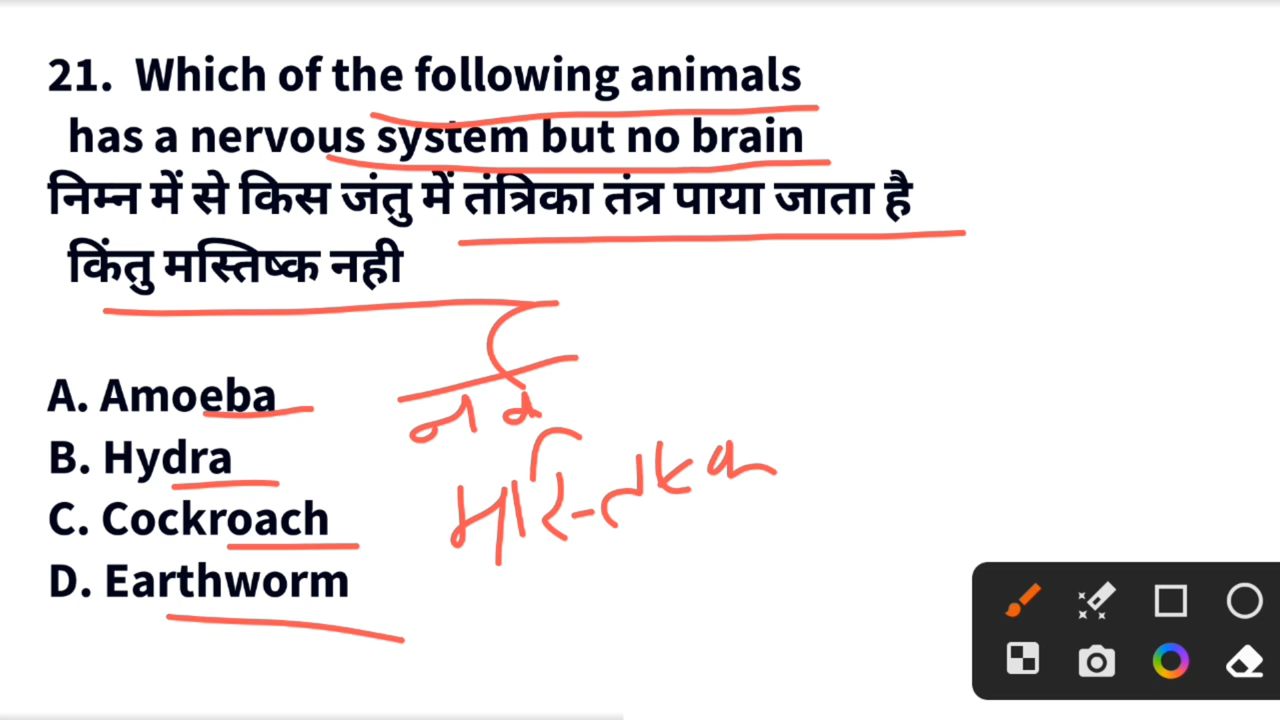 21. Which of the following animals
has a nervous system but no brain
निम्न में से किस जंतु में तंत्रिका तंत्र पाया जाता है
किंतु मस्तिष्क नही
A. Amoeba
B. Hydra
C. Cockroach
D. Earthworm